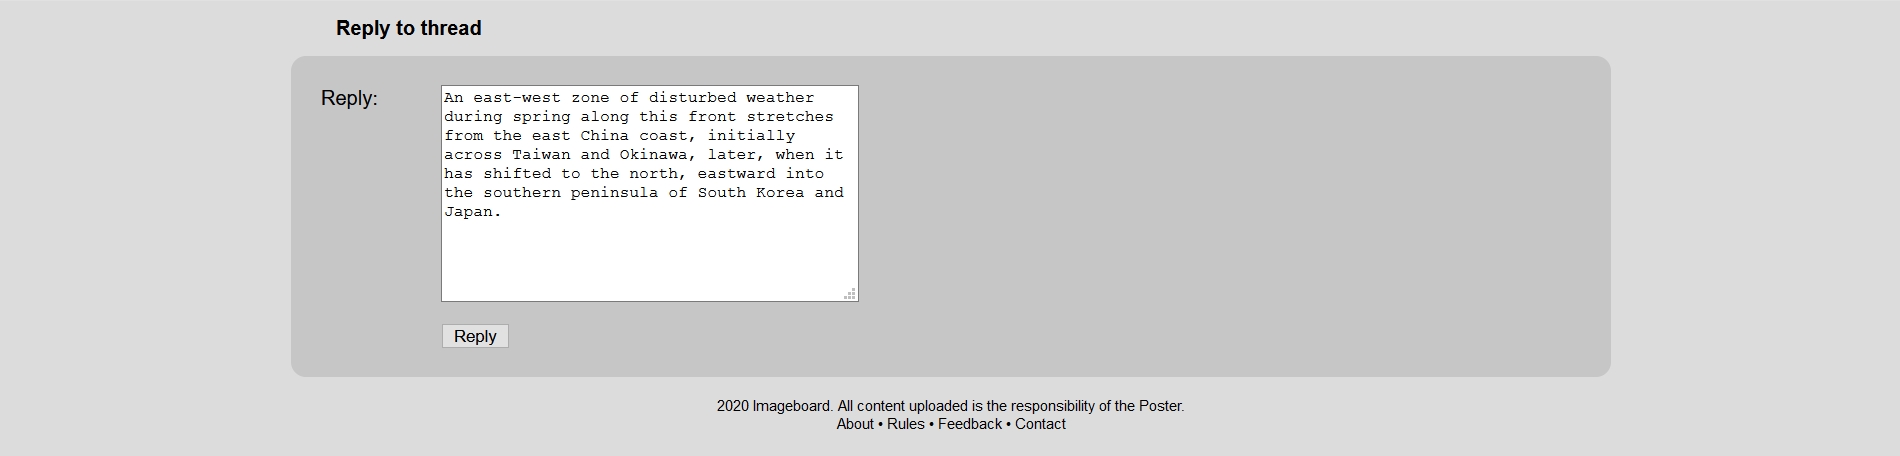 Reply to thread
Reply:
An east-west zone of disturbed weather
during spring along this front stretches
from the east China coast, initially
across Taiwan and Okinawa, later, when it
has shifted to the north, eastward into
the southern peninsula of South Korea and
Japan.
Reply
2020 Imageboard. All content uploaded is the responsibility of the Poster.
About • Rules • Feedback • Contact